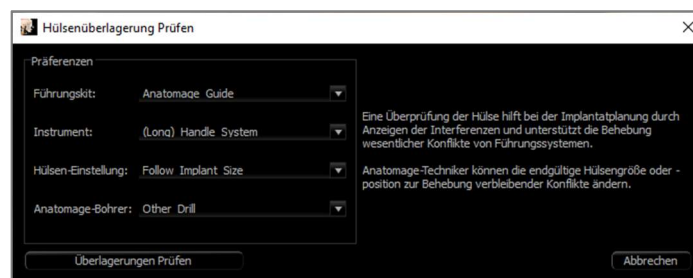 Hülsenüberlagerung Prüfen
Präferenzen
Führungskit: Anatomage Guide
Instrument: (Long) Handle System
Hülsen-Einstellung: Follow Implant Size
Anatomage-Bohrer: Other Drill
Eine Überprüfung der Hülse hilft bei der Implantatplanung durch
Anzeigen der Interferenzen und unterstützt die Behebung
wesentlicher Konflikte von Führungssystemen.
Anatomage-Techniker können die endgültige Hülsengröße oder -
position zur Behebung verbleibender Konflikte ändern.
Überlagerungen Prüfen
Abbrechen